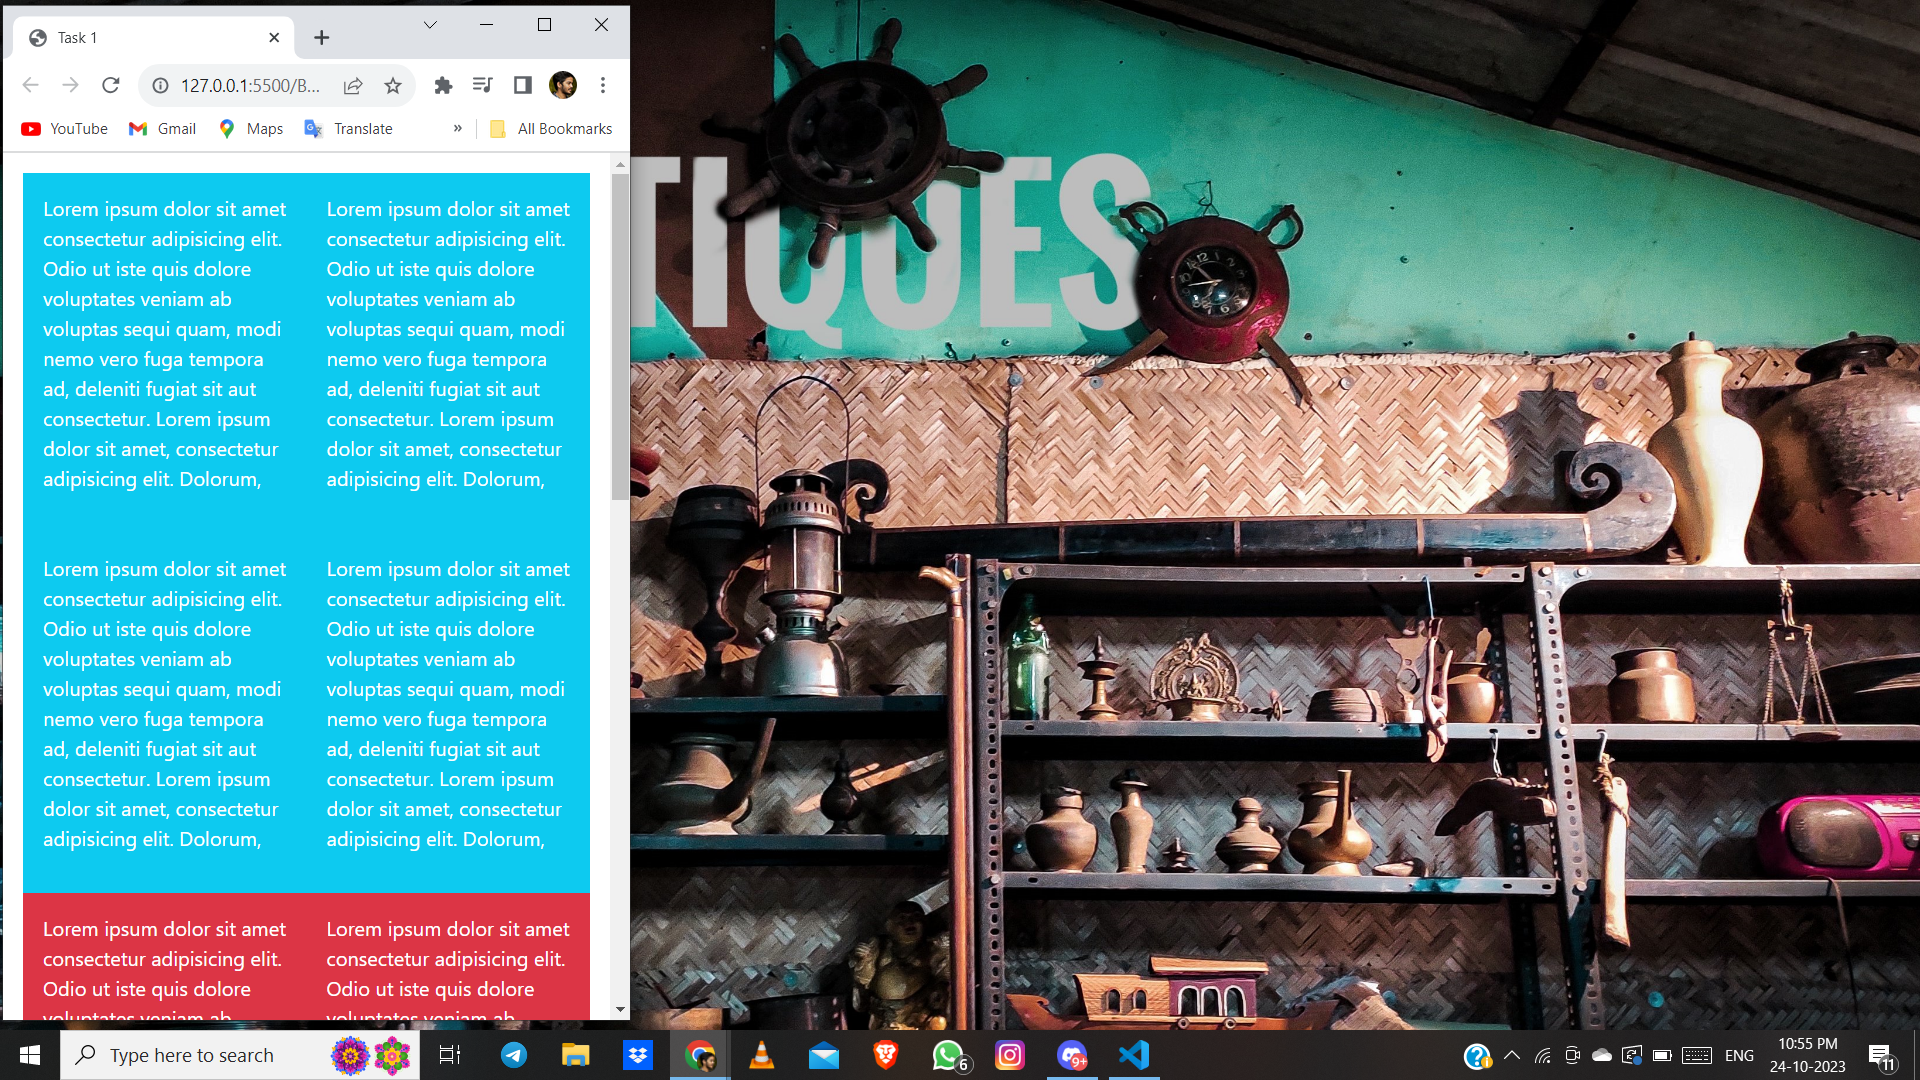 Task 1
127.0.0.1:5500/B...
YouTube
Gmail
Maps
Translate
»
All Bookmarks
Lorem ipsum dolor sit amet
consectetur adipisicing elit.
Odio ut iste quis dolore
voluptates veniam ab
voluptas sequi quam, modi
nemo vero fuga tempora
ad, deleniti fugiat sit aut
consectetur. Lorem ipsum
dolor sit amet, consectetur
adipisicing elit. Dolorum,
Lorem ipsum dolor sit amet
consectetur adipisicing elit.
Odio ut iste quis dolore
voluptates veniam ab
voluptas sequi quam, modi
nemo vero fuga tempora
ad, deleniti fugiat sit aut
consectetur. Lorem ipsum
dolor sit amet, consectetur
adipisicing elit. Dolorum,
Lorem ipsum dolor sit amet
consectetur adipisicing elit.
Odio ut iste quis dolore
voluptates veniam ab
voluptas sequi quam, modi
nemo vero fuga tempora
ad, deleniti fugiat sit aut
consectetur. Lorem ipsum
dolor sit amet, consectetur
adipisicing elit. Dolorum,
Lorem ipsum dolor sit amet
consectetur adipisicing elit.
Odio ut iste quis dolore
voluptates veniam ab
voluptas sequi quam, modi
nemo vero fuga tempora
ad, deleniti fugiat sit aut
consectetur. Lorem ipsum
dolor sit amet, consectetur
adipisicing elit. Dolorum,
Lorem ipsum dolor sit amet
consectetur adipisicing elit.
Odio ut iste quis dolore
voluptates veniam ab
Lorem ipsum dolor sit amet
consectetur adipisicing elit.
Odio ut iste quis dolore
voluptates veniam ab
TIQUES
Type here to search
6
9+
ENG
10:55 PM
24-10-2023
11